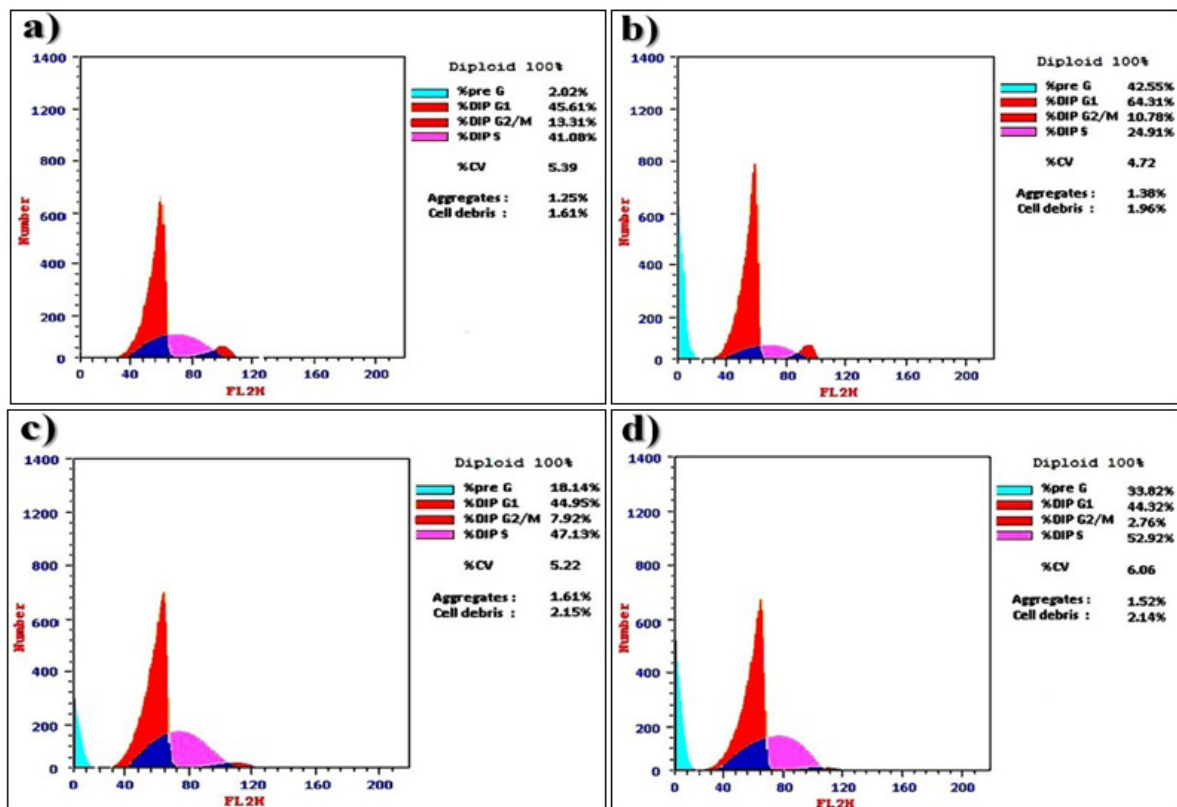 a)
Diploid 100%
%pre G 2.02%
%DIP G1 45.61%
%DIP G2/M 13.31%
%DIP S 41.08%
%CV 5.39
Aggregates : 1.25%
Cell debris : 1.61%
Number
1400
1200
1000
800
600
400
200
0
0 40 80 120 160 200
FL2H
b)
Diploid 100%
%pre G 42.55%
%DIP G1 64.31%
%DIP G2/M 10.78%
%DIP S 24.91%
%CV 4.72
Aggregates : 1.38%
Cell debris : 1.96%
Number
1400
1200
1000
800
600
400
200
0
0 40 80 120 160 200
FL2H
c)
Diploid 100%
%pre G 18.14%
%DIP G1 44.95%
%DIP G2/M 7.92%
%DIP S 47.13%
%CV 5.22
Aggregates : 1.61%
Cell debris : 2.15%
Number
1400
1200
1000
800
600
400
200
0
0 40 80 120 160 200
FL2H
d)
Diploid 100%
%pre G 33.82%
%DIP G1 44.32%
%DIP G2/M 2.76%
%DIP S 52.92%
%CV 6.06
Aggregates : 1.52%
Cell debris : 2.14%
Number
1400
1200
1000
800
600
400
200
0
0 40 80 120 160 200
FL2H